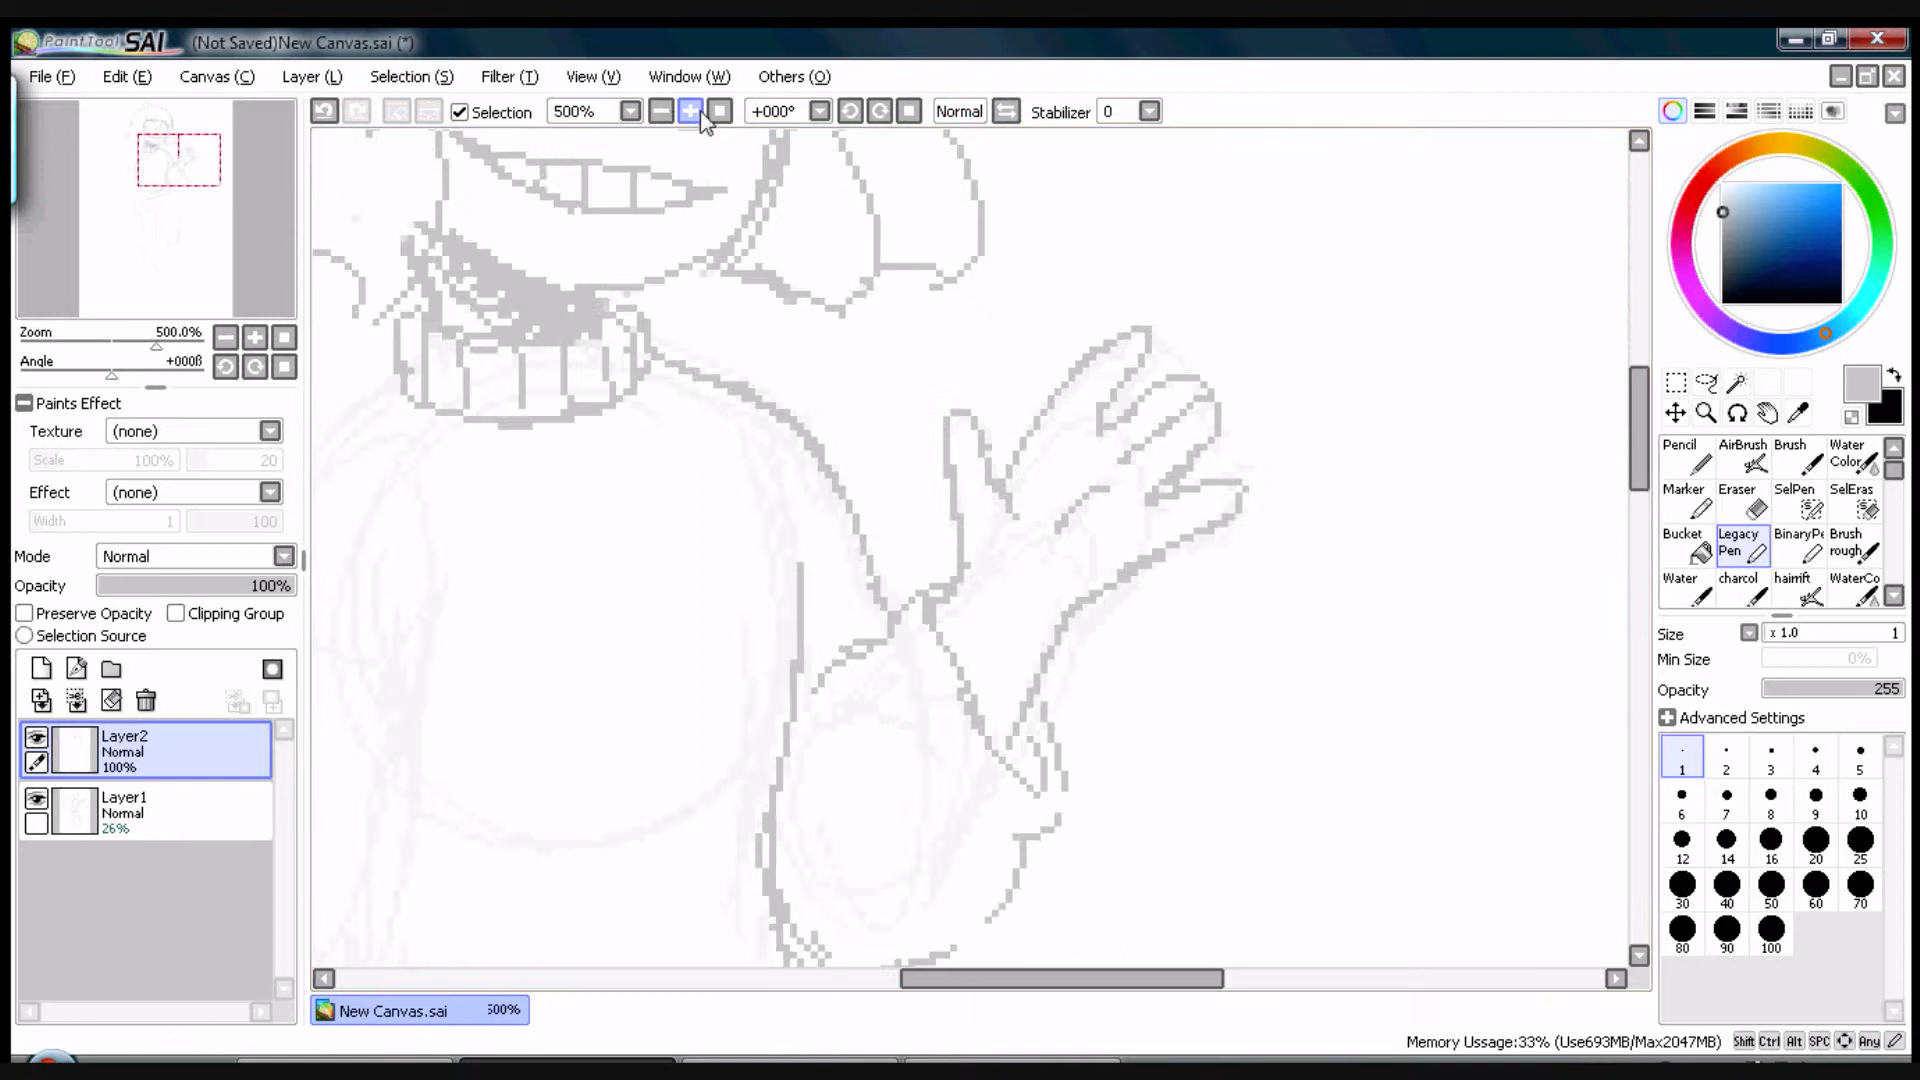 PaintTool SAI (Not Saved)New Canvas.sai (*)
File (F) Edit (E) Canvas (C) Layer (L) Selection (S) Filter (T) View (V) Window (W) Others (O)
Selection 500% +000° Normal Stabilizer 0
Zoom 500.0%
Angle +000ß
Paints Effect
Texture (none)
Scale 100% 20
Effect (none)
Width 1 100
Mode Normal
Opacity 100%
Preserve Opacity Clipping Group
Selection Source
Layer2
Normal
100%
Layer1
Normal
26%
New Canvas.sai 500%
Pencil AirBrush Brush Water Color
Marker Eraser SelPen SelEras
Bucket Legacy Pen BinaryPe Brush rough
Water charcol hairrift WaterCo
Size x 1.0 1
Min Size 0%
Opacity 255
Advanced Settings
1 2 3 4 5
6 7 8 9 10
12 14 16 20 25
30 40 50 60 70
80 90 100
Memory Ussage:33% (Use693MB/Max2047MB) Shift Ctrl Alt SPC Any